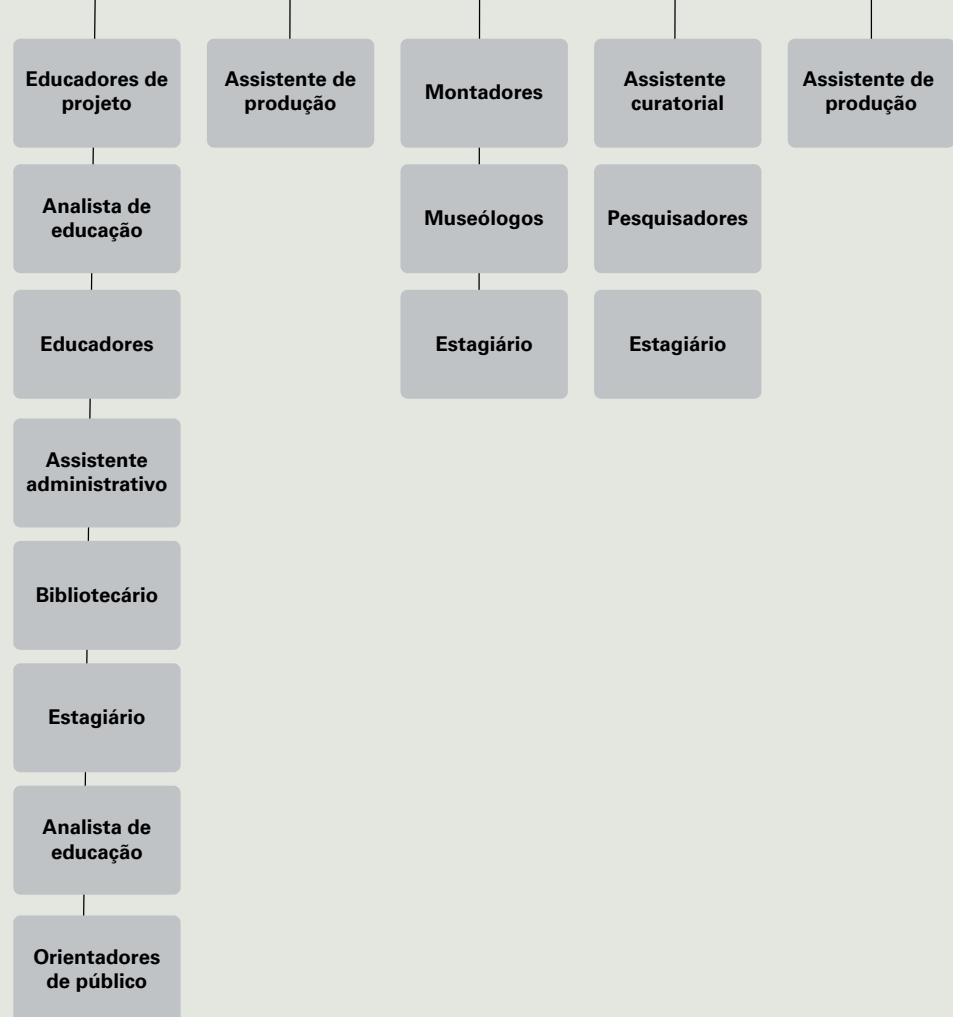 Educadores de
projeto
Assistente de
produção
Montadores
Assistente
curatorial
Assistente de
produção
Analista de
educação
Museólogos
Pesquisadores
Educadores
Estagiário
Estagiário
Assistente
administrativo
Bibliotecário
Estagiário
Analista de
educação
Orientadores
de público